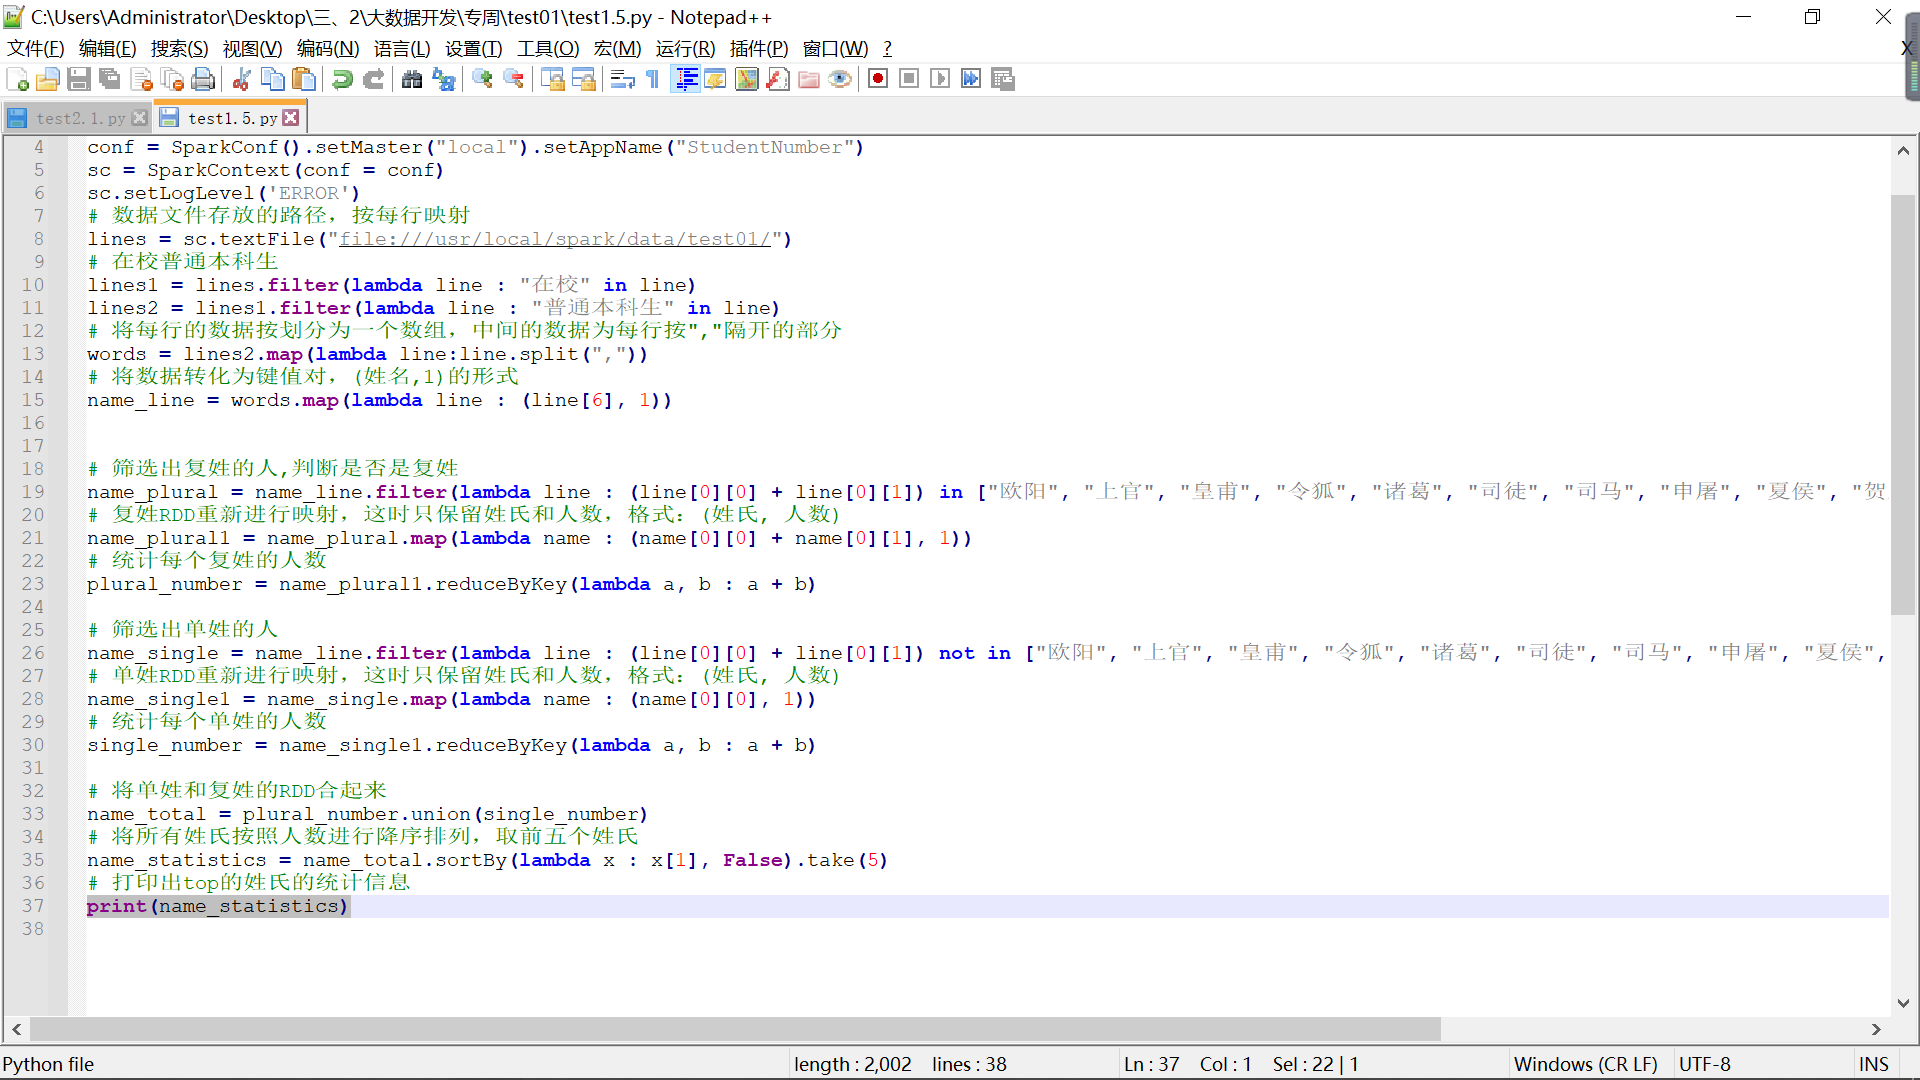 C:\Users\Administrator\Desktop\三、2\大数据开发\专周\test01\test1.5.py - Notepad++
文件(F) 编辑(E) 搜索(S) 视图(V) 编码(N) 语言(L) 设置(T) 工具(O) 宏(M) 运行(R) 插件(P) 窗口(W) ?
X
test2.1.py test1.5.py
4 conf = SparkConf().setMaster("local").setAppName("StudentNumber")
5 sc = SparkContext(conf = conf)
6 sc.setLogLevel('ERROR')
7 # 数据文件存放的路径，按每行映射
8 lines = sc.textFile("file:///usr/local/spark/data/test01/")
9 # 在校普通本科生
10 lines1 = lines.filter(lambda line : "在校" in line)
11 lines2 = lines1.filter(lambda line : "普通本科生" in line)
12 # 将每行的数据按划分为一个数组，中间的数据为每行按","隔开的部分
13 words = lines2.map(lambda line:line.split(","))
14 # 将数据转化为键值对，(姓名,1)的形式
15 name_line = words.map(lambda line : (line[6], 1))
16
17
18 # 筛选出复姓的人,判断是否是复姓
19 name_plural = name_line.filter(lambda line : (line[0][0] + line[0][1]) in ["欧阳", "上官", "皇甫", "令狐", "诸葛", "司徒", "司马", "申屠", "夏侯", "贺
20 # 复姓RDD重新进行映射，这时只保留姓氏和人数，格式：(姓氏, 人数)
21 name_plural1 = name_plural.map(lambda name : (name[0][0] + name[0][1], 1))
22 # 统计每个复姓的人数
23 plural_number = name_plural1.reduceByKey(lambda a, b : a + b)
24
25 # 筛选出单姓的人
26 name_single = name_line.filter(lambda line : (line[0][0] + line[0][1]) not in ["欧阳", "上官", "皇甫", "令狐", "诸葛", "司徒", "司马", "申屠", "夏侯",
27 # 单姓RDD重新进行映射，这时只保留姓氏和人数，格式：(姓氏, 人数)
28 name_single1 = name_single.map(lambda name : (name[0][0], 1))
29 # 统计每个单姓的人数
30 single_number = name_single1.reduceByKey(lambda a, b : a + b)
31
32 # 将单姓和复姓的RDD合起来
33 name_total = plural_number.union(single_number)
34 # 将所有姓氏按照人数进行降序排列，取前五个姓氏
35 name_statistics = name_total.sortBy(lambda x : x[1], False).take(5)
36 # 打印出top的姓氏的统计信息
37 print(name_statistics)
38
Python file length : 2,002 lines : 38 Ln : 37 Col : 1 Sel : 22 | 1 Windows (CR LF) UTF-8 INS